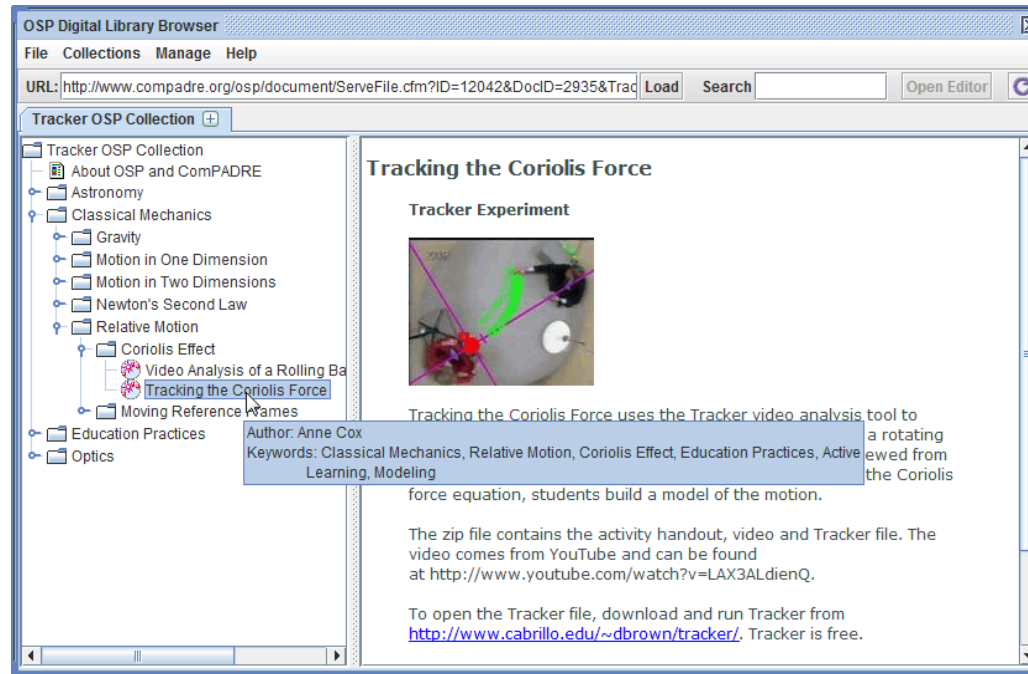 OSP Digital Library Browser
File Collections Manage Help
URL: http://www.compadre.org/osp/document/ServeFile.cfm?ID=12042&DocID=2935&Trac Load Search Open Editor
Tracker OSP Collection
Tracker OSP Collection
About OSP and ComPADRE
Astronomy
Classical Mechanics
Gravity
Motion in One Dimension
Motion in Two Dimensions
Newton's Second Law
Relative Motion
Coriolis Effect
Video Analysis of a Rolling Ba
Tracking the Coriolis Force
Moving Reference Frames
Education Practices
Optics
Author: Anne Cox
Keywords: Classical Mechanics, Relative Motion, Coriolis Effect, Education Practices, Active
Learning, Modeling
Tracking the Coriolis Force
Tracker Experiment
Tracking the Coriolis Force uses the Tracker video analysis tool to
a rotating
ewed from
the Coriolis
force equation, students build a model of the motion.
The zip file contains the activity handout, video and Tracker file. The
video comes from YouTube and can be found
at http://www.youtube.com/watch?v=LAX3ALdienQ.
To open the Tracker file, download and run Tracker from
http://www.cabrillo.edu/~dbrown/tracker/. Tracker is free.